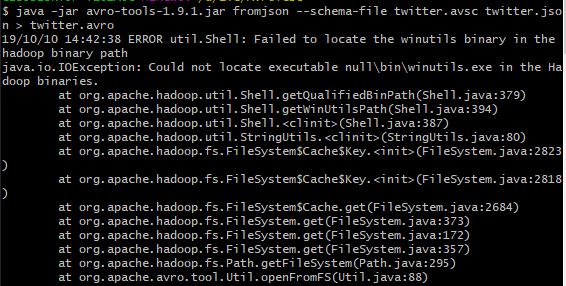 $ java -jar avro-tools-1.9.1.jar fromjson --schema-file twitter.avsc twitter.jso
n > twitter.avro
19/10/10 14:42:38 ERROR util.Shell: Failed to locate the winutils binary in the
hadoop binary path
java.io.IOException: Could not locate executable null\bin\winutils.exe in the Ha
doop binaries.
at org.apache.hadoop.util.Shell.getQualifiedBinPath(Shell.java:379)
at org.apache.hadoop.util.Shell.getWinUtilsPath(Shell.java:394)
at org.apache.hadoop.util.Shell.<clinit>(Shell.java:387)
at org.apache.hadoop.util.StringUtils.<clinit>(StringUtils.java:80)
at org.apache.hadoop.fs.FileSystem$Cache$Key.<init>(FileSystem.java:2823
)
at org.apache.hadoop.fs.FileSystem$Cache$Key.<init>(FileSystem.java:2818
)
at org.apache.hadoop.fs.FileSystem$Cache.get(FileSystem.java:2684)
at org.apache.hadoop.fs.FileSystem.get(FileSystem.java:373)
at org.apache.hadoop.fs.FileSystem.get(FileSystem.java:172)
at org.apache.hadoop.fs.FileSystem.get(FileSystem.java:357)
at org.apache.hadoop.fs.Path.getFileSystem(Path.java:295)
at org.apache.avro.tool.Util.openFromFS(Util.java:88)